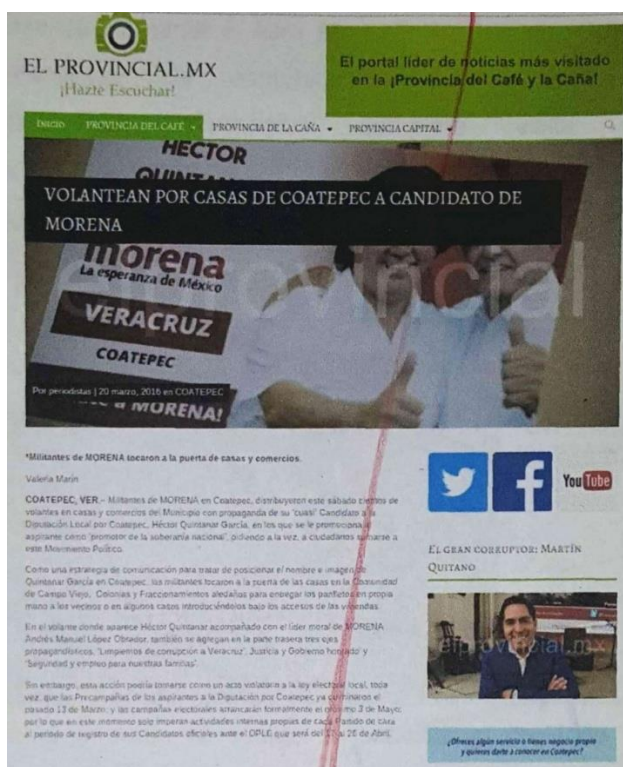 EL PROVINCIAL.MX
¡Hazte Escuchar!
El portal líder de noticias más visitado
en la ¡Provincia del Café y la Caña!
INICIO PROVINCIA DEL CAFÉ PROVINCIA DE LA CAÑA PROVINCIA CAPITAL
HÉCTOR
VOLANTEAN POR CASAS DE COATEPEC A CANDIDATO DE
MORENA
morena
La esperanza de México
VERACRUZ
COATEPEC
elprovincial
Por periodistas | 20 marzo, 2016 en COATEPEC
a MORENA!
*Militantes de MORENA tocaron a la puerta de casas y comercios.
Valeria Marín
COATEPEC, VER.- Militantes de MORENA en Coatepec, distribuyeron este sábado cientos de
volantes en casas y comercios del Municipio con propaganda de su "cuasi" Candidato a la
Diputación Local por Coatepec, Héctor Quintanar García, en los que se le promociona al
aspirante como "promotor de la soberanía nacional", pidiendo a la vez, a ciudadanos sumarse a
este Movimiento Político.
Como una estrategia de comunicación para tratar de posicionar el nombre e imagen de
Quintanar García en Coatepec, los militantes tocaron a la puerta de las casas en la Comunidad
de Campo Viejo, Colonias y Fraccionamientos aledaños para entregar los panfletos en propia
mano a los vecinos o en algunos casos introduciéndolos bajo los accesos de las viviendas.
En el volante donde aparece Héctor Quintanar acompañado con el líder moral de MORENA
Andrés Manuel López Obrador, también se agregan en la parte trasera tres ejes
propagandísticos, "Limpiemos de corrupción a Veracruz", Justicia y Gobierno honrado" y
"Seguridad y empleo para nuestras familias".
Sin embargo, esta acción podría tomarse como un acto violatorio a la ley electoral local, toda
vez, que las Precampañas de los aspirantes a la Diputación por Coatepec ya culminaron el
pasado 13 de Marzo; y las campañas electorales arrancarán formalmente el próximo 3 de Mayo;
por lo que en este momento solo imperan actividades internas propias de cada Partido de cara
al periodo de registro de sus Candidatos oficiales ante el OPLE que será del al 26 de Abril.
You Tube
EL GRAN CORRUPTOR: MARTÍN
QUITANO
elprovincial.mx
¿Ofreces algún servicio o tienes negocio propio
y quieres darte a conocer en Coatepec?